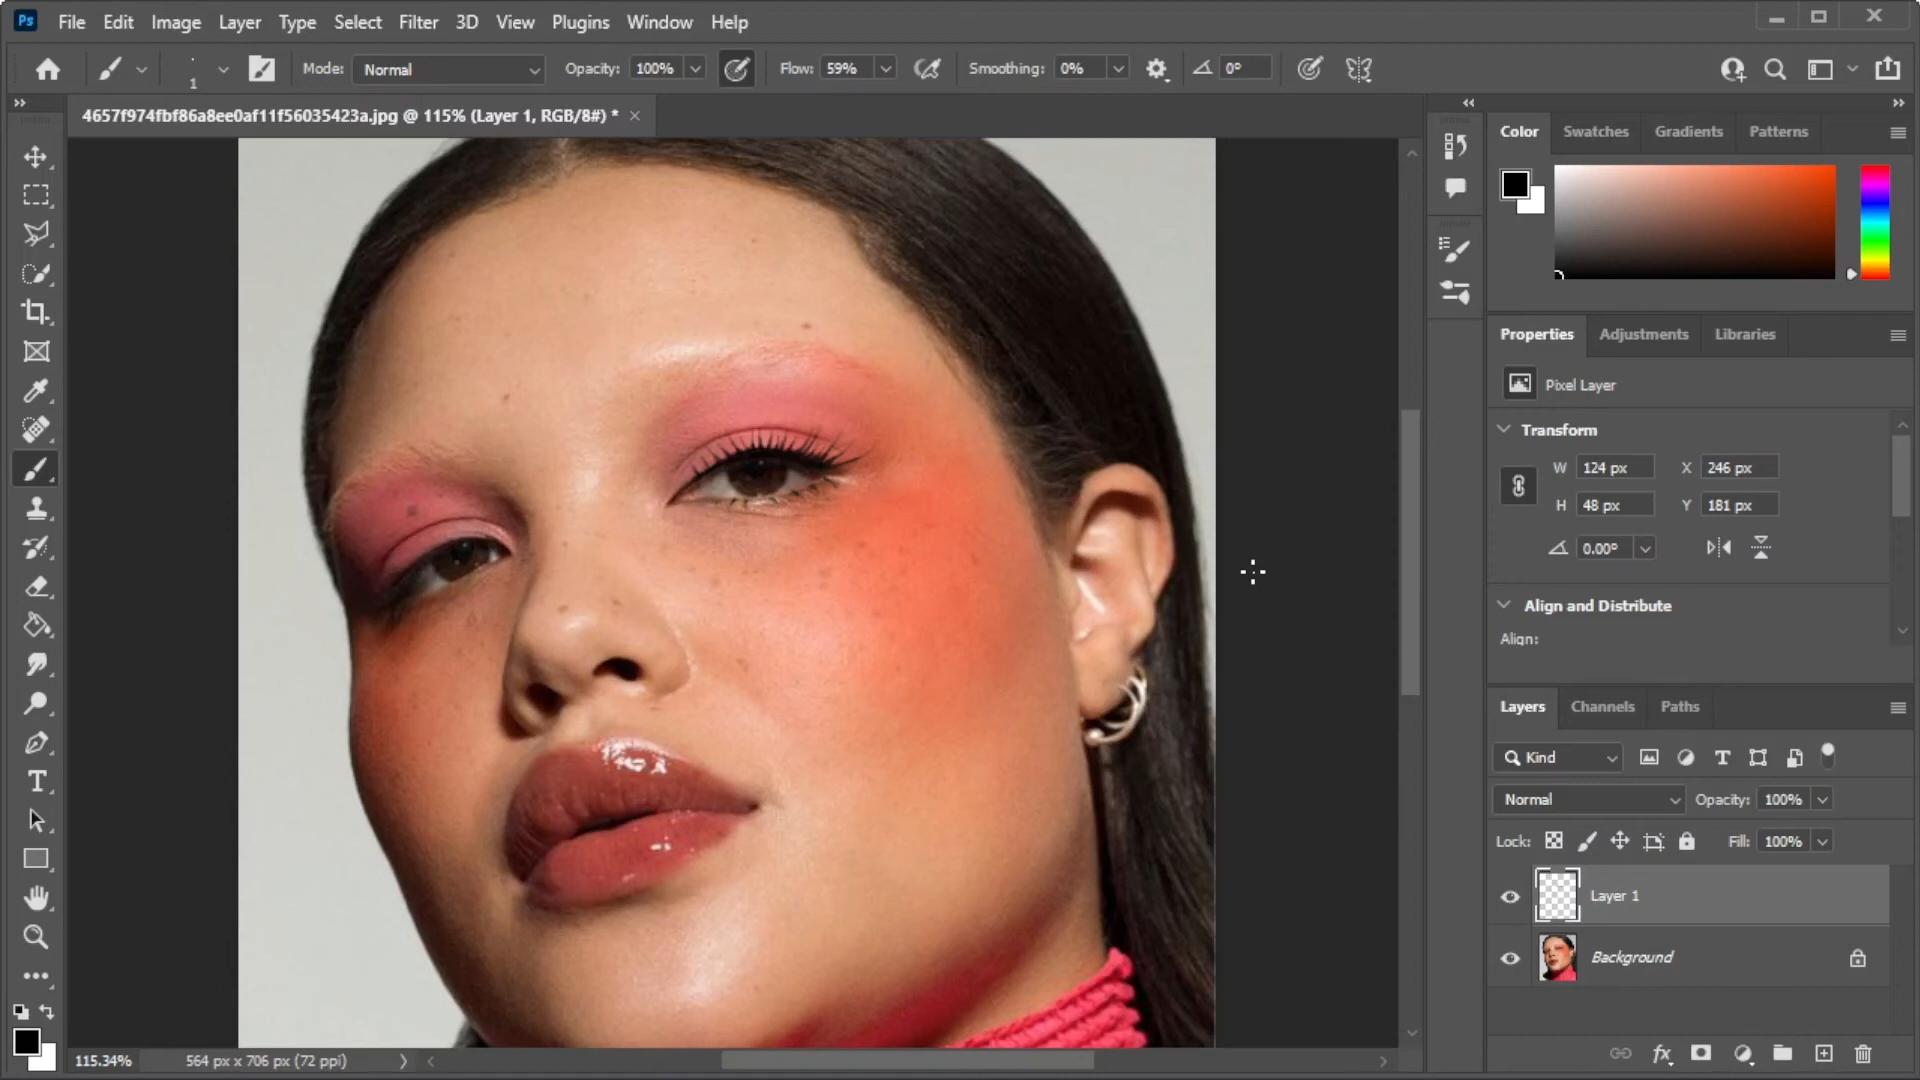 Ps File Edit Image Layer Type Select Filter 3D View Plugins Window Help
1 Mode: Normal Opacity: 100% Flow: 59% Smoothing: 0% 0°
4657f974fbf86a8ee0af11f56035423a.jpg @ 115% (Layer 1, RGB/8#) *
Color Swatches Gradients Patterns
Properties Adjustments Libraries
Pixel Layer
Transform
W 124 px X 246 px
H 48 px Y 181 px
0.00°
Align and Distribute
Align:
Layers Channels Paths
Kind
Normal Opacity: 100%
Lock: Fill: 100%
Layer 1
Background
fx
115.34% 564 px x 706 px (72 ppi)